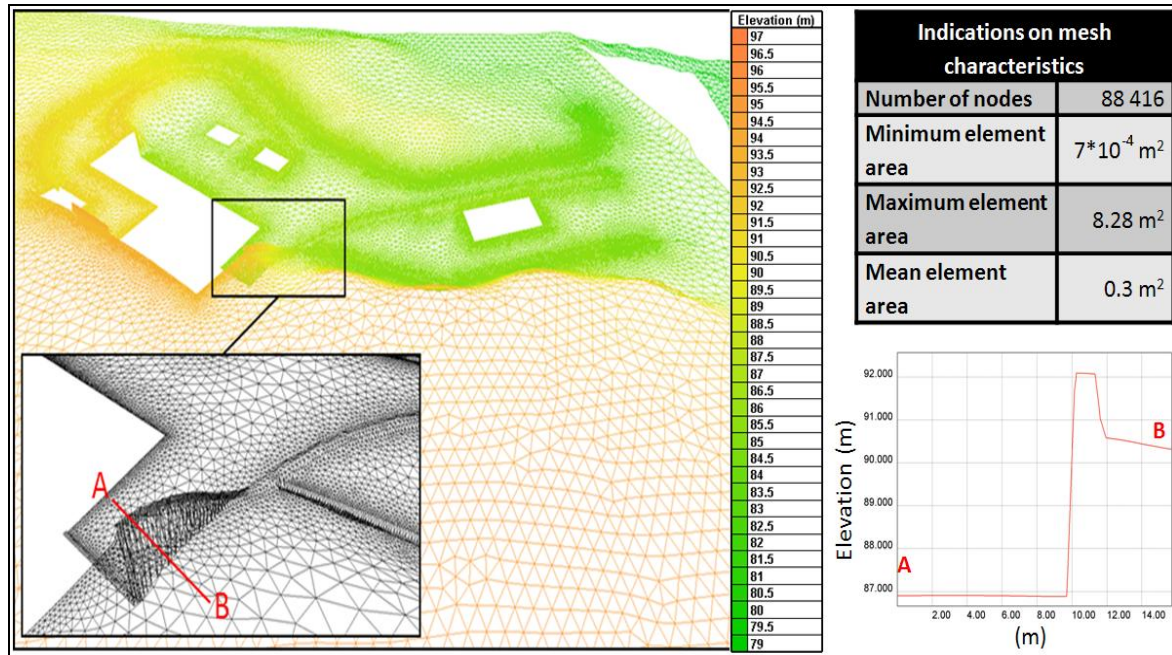 Elevation (m)
97
96.5
96
95.5
95
94.5
94
93.5
93
92.5
92
91.5
91
90.5
90
89.5
89
88.5
88
87.5
87
86.5
86
85.5
85
84.5
84
83.5
83
82.5
82
81.5
81
80.5
80
79.5
79
A
B
Indications on mesh
characteristics
Number of nodes 88 416
Minimum element
area 7*10⁻⁴ m²
Maximum element
area 8.28 m²
Mean element
area 0.3 m²
Elevation (m)
92.000
91.000
90.000
89.000
88.000
87.000
A
B
2.00 4.00 6.00 8.00 10.00 12.00 14.00
(m)